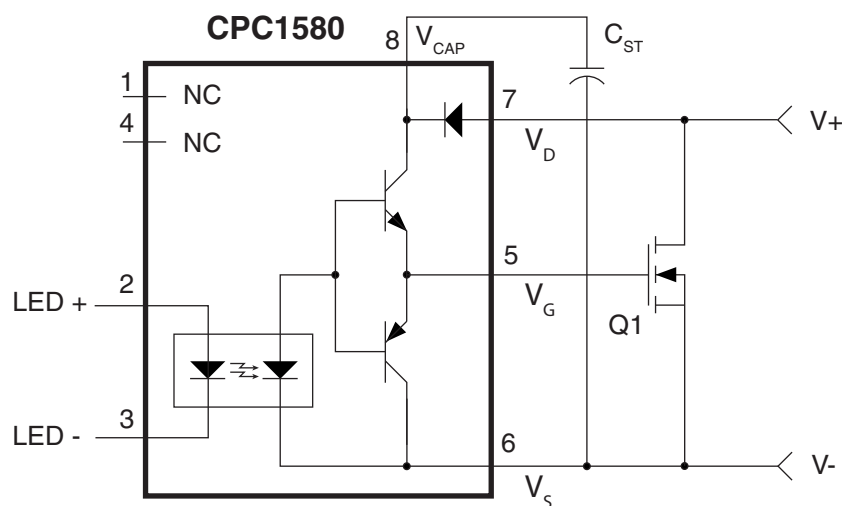 CPC1580
8 V_CAP
C_ST
1 NC
4 NC
7
V_D
V+
5
V_G
Q1
2
LED +
3
LED -
6
V_S
V-